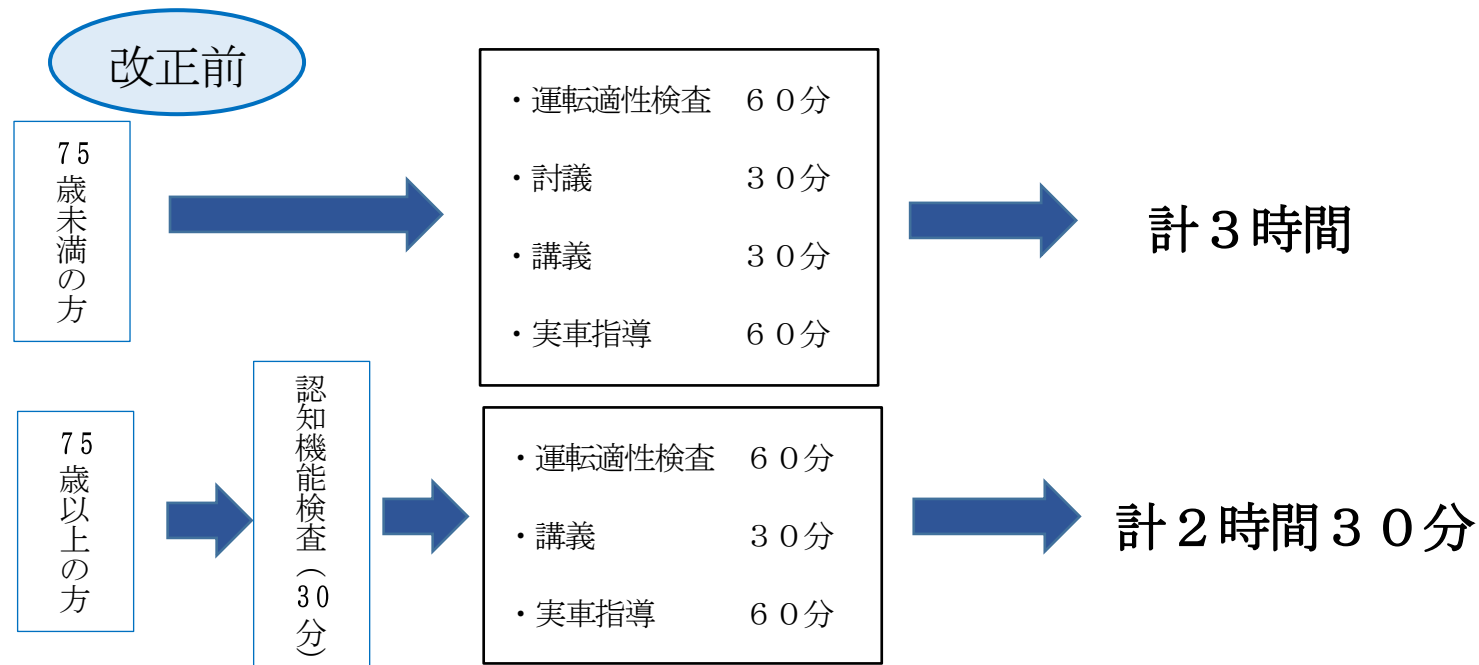 改正前
75歳未満の方
・運転適性検査　６０分
・討議　３０分
・講義　３０分
・実車指導　６０分
計３時間
75歳以上の方
認知機能検査（30分）
・運転適性検査　６０分
・講義　３０分
・実車指導　６０分
計２時間３０分